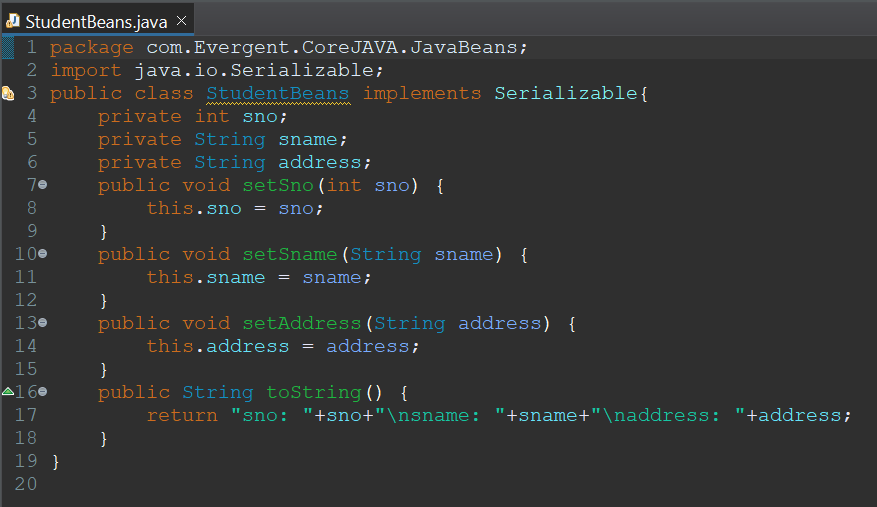 StudentBeans.java
1 package com.Evergent.CoreJAVA.JavaBeans;
2 import java.io.Serializable;
3 public class StudentBeans implements Serializable{
4     private int sno;
5     private String sname;
6     private String address;
7     public void setSno(int sno) {
8         this.sno = sno;
9     }
10     public void setSname(String sname) {
11         this.sname = sname;
12     }
13     public void setAddress(String address) {
14         this.address = address;
15     }
16     public String toString() {
17         return "sno: "+sno+"\nsname: "+sname+"\naddress: "+address;
18     }
19 }
20